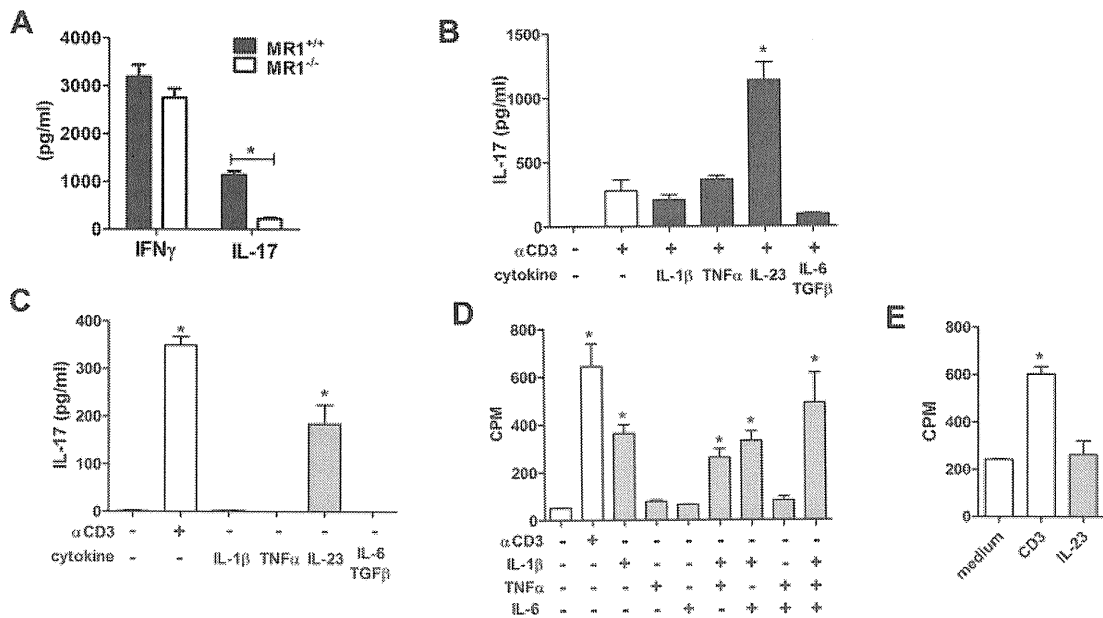 A
4000
3000
2000
1000
0
(pg/ml)
MR1+/+
MR1-/-
*
IFNγ IL-17
B
1500
1000
500
0
IL-17 (pg/ml)
*
αCD3 - + + + + +
cytokine - - IL-1β TNFα IL-23 IL-6
TGFβ
C
400
300
200
100
0
IL-17 (pg/ml)
* *
αCD3 - + - - - -
cytokine - - IL-1β TNFα IL-23 IL-6
TGFβ
D
800
600
400
200
0
CPM
* * * * *
αCD3 - + - - - - - - -
IL-1β - - + - - + + - +
TNFα - - - + - + - + +
IL-6 - - - - + - + + +
E
800
600
400
200
0
CPM
*
medium CD3 IL-23